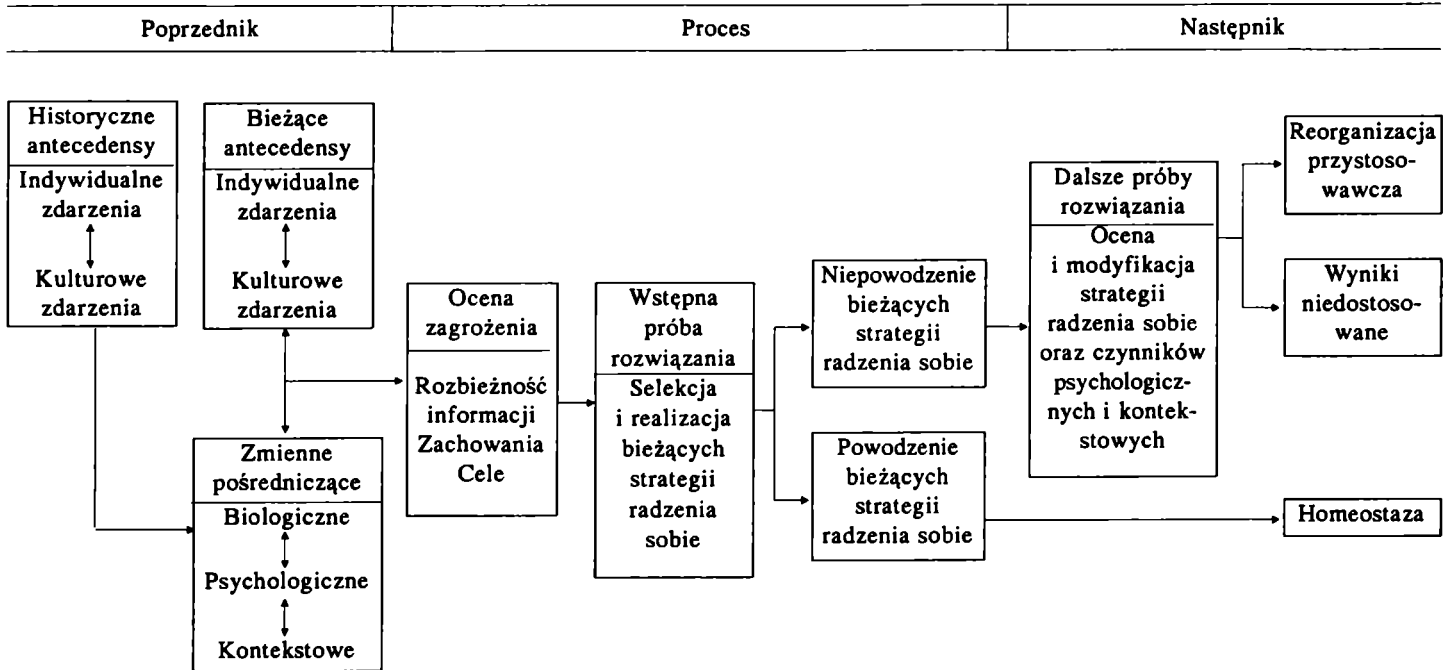 Poprzednik
Proces
Następnik
Historyczne
antecedensy
Indywidualne
zdarzenia
Kulturowe
zdarzenia
Bieżące
antecedensy
Indywidualne
zdarzenia
Kulturowe
zdarzenia
Zmienne
pośredniczące
Biologiczne
Psychologiczne
Kontekstowe
Ocena
zagrożenia
Rozbieżność
informacji
Zachowania
Cele
Wstępna
próba
rozwiązania
Selekcja
i realizacja
bieżących
strategii
radzenia
sobie
Niepowodzenie
bieżących
strategii
radzenia sobie
Powodzenie
bieżących
strategii
radzenia sobie
Dalsze próby
rozwiązania
Ocena
i modyfikacja
strategii
radzenia sobie
oraz czynników
psychologicz-
nych i kontek-
stowych
Reorganizacja
przystoso-
wawcza
Wyniki
niedostoso-
wane
Homeostaza